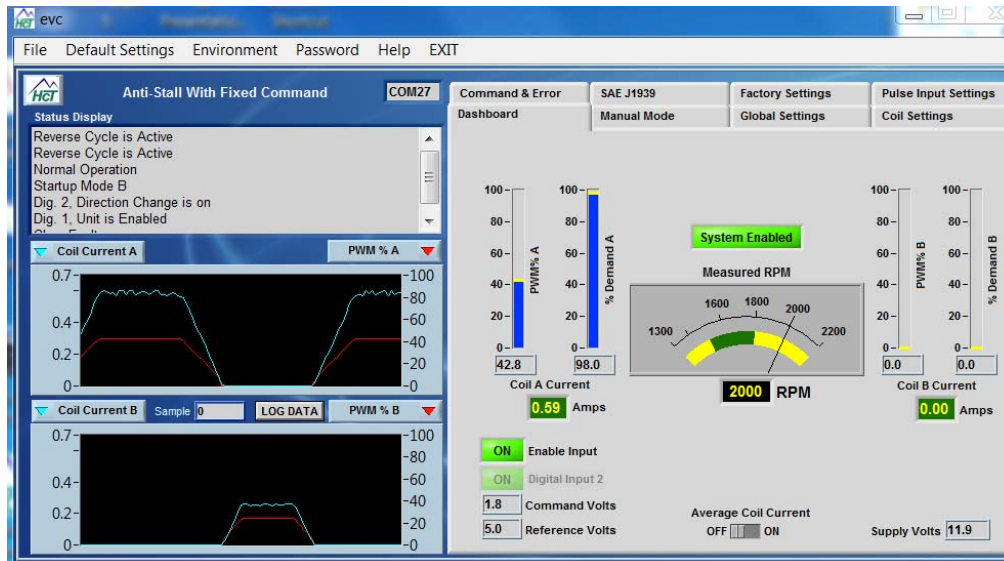 HCT evc
File Default Settings Environment Password Help EXIT
HCT Anti-Stall With Fixed Command COM27
Status Display
Reverse Cycle is Active
Reverse Cycle is Active
Normal Operation
Startup Mode B
Dig. 2, Direction Change is on
Dig. 1, Unit is Enabled
Coil Current A PWM % A
0.7 100
80
0.4 60
40
0.2 20
0 0
Coil Current B Sample 0 LOG DATA PWM % B
0.7 100
80
0.4 60
40
0.2 20
0 0
Command & Error SAE J1939 Factory Settings Pulse Input Settings
Dashboard Manual Mode Global Settings Coil Settings
100 100
80 80
60 60
40 40
20 20
0 0
PWM% A
% Demand A
42.8 98.0
Coil A Current
0.59 Amps
System Enabled
Measured RPM
1300 1600 1800 2000 2200
2000 RPM
100 100
80 80
60 60
40 40
20 20
0 0
PWM% B
% Demand B
0.0 0.0
Coil B Current
0.00 Amps
ON Enable Input
ON Digital Input 2
1.8 Command Volts
5.0 Reference Volts
Average Coil Current
OFF ON
Supply Volts 11.9